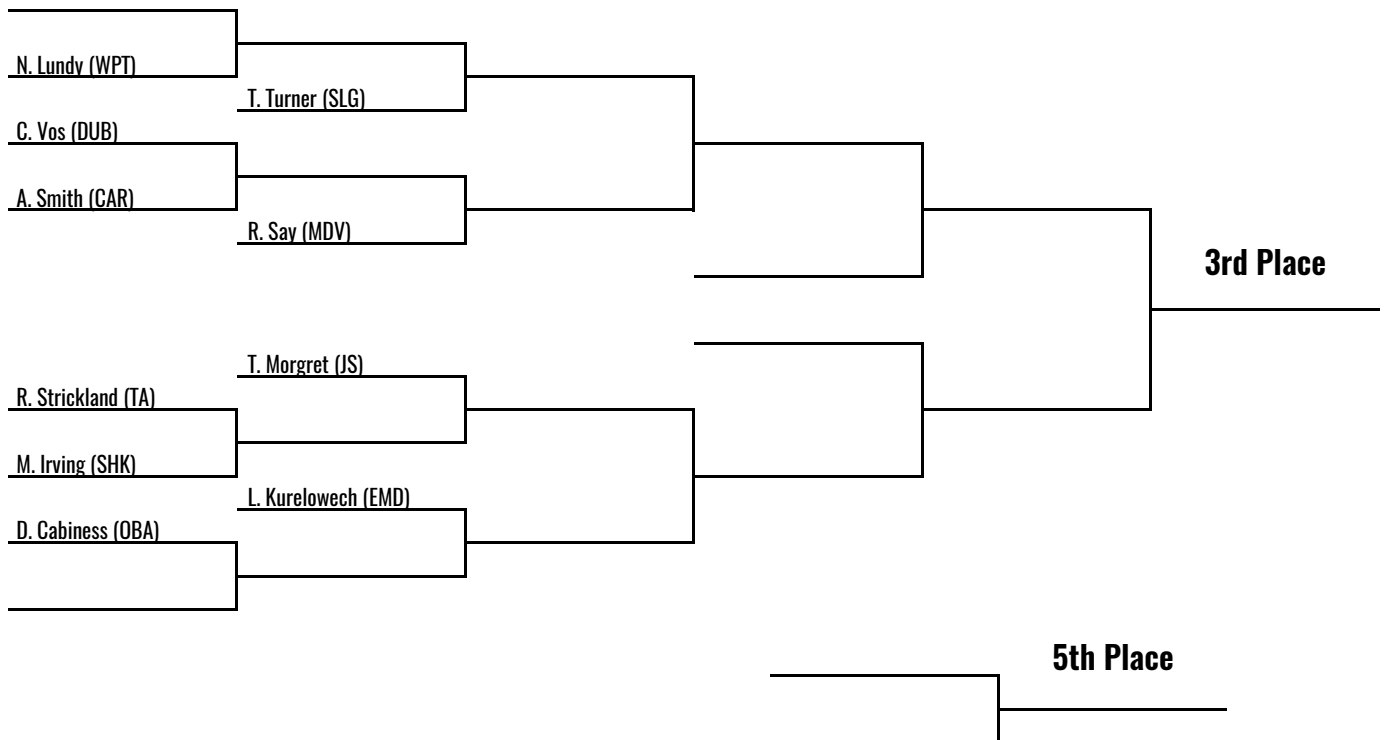 N. Lundy (WPT)
T. Turner (SLG)
C. Vos (DUB)
A. Smith (CAR)
R. Say (MDV)
3rd Place
T. Morgret (JS)
R. Strickland (TA)
M. Irving (SHK)
L. Kurelowech (EMD)
D. Cabiness (OBA)
5th Place